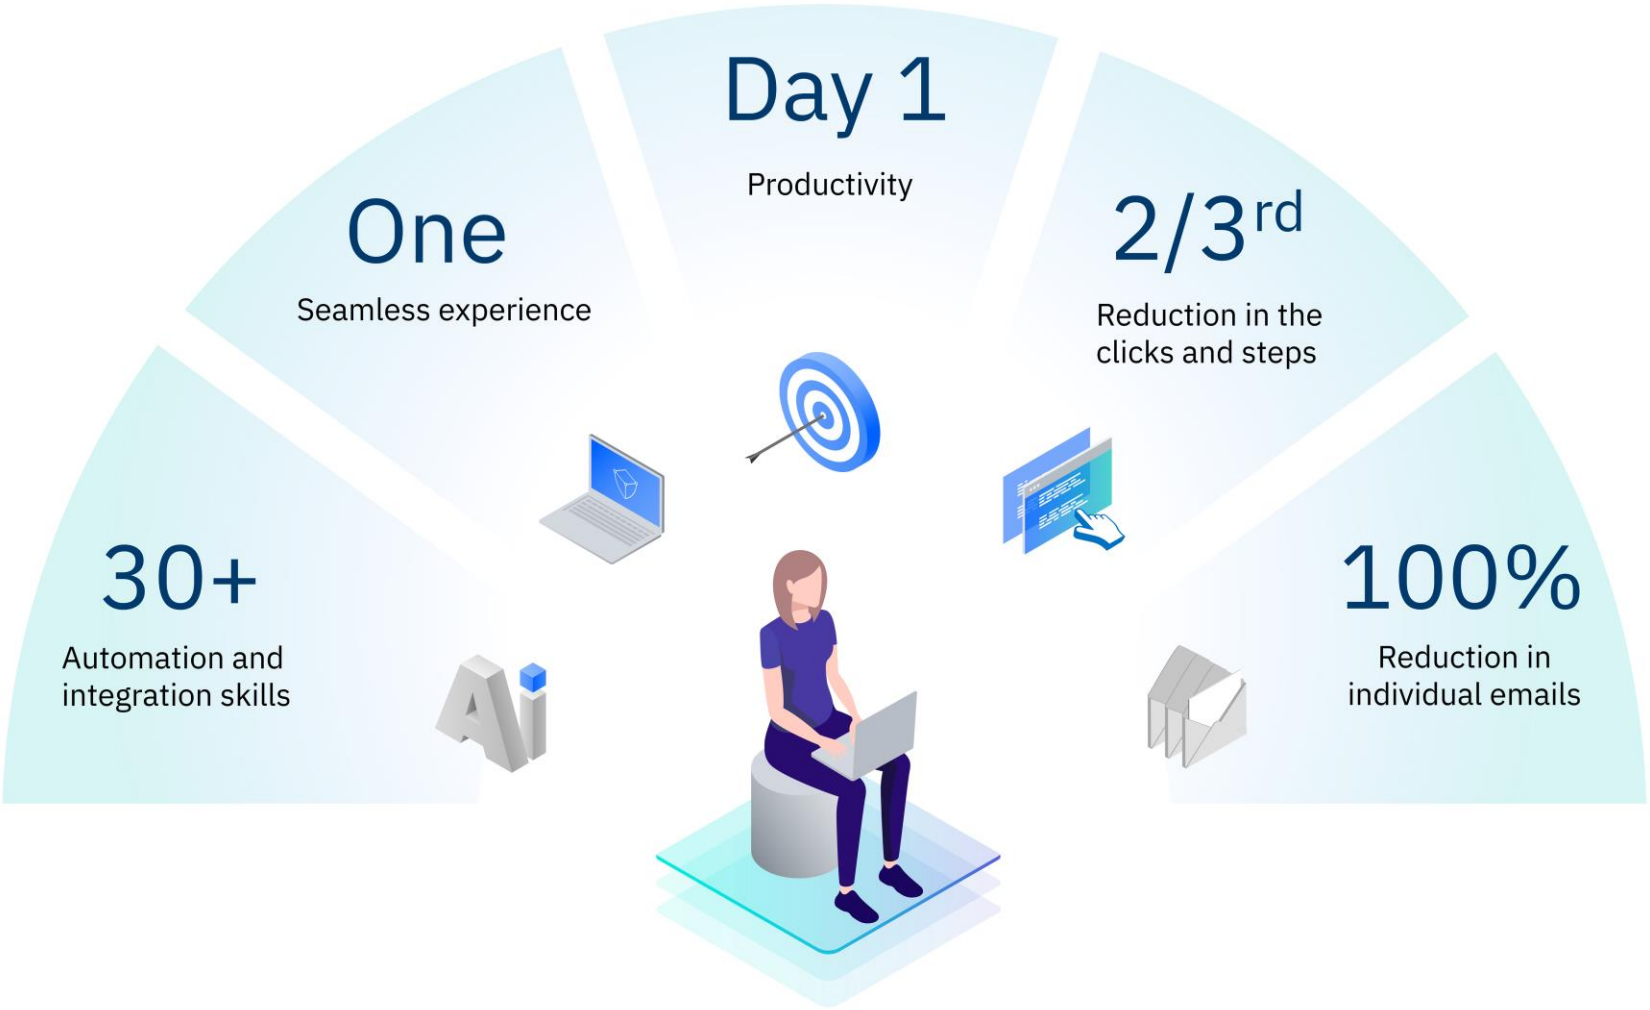 30+
Automation and
integration skills
One
Seamless experience
Day 1
Productivity
2/3rd
Reduction in the
clicks and steps
100%
Reduction in
individual emails
Ai